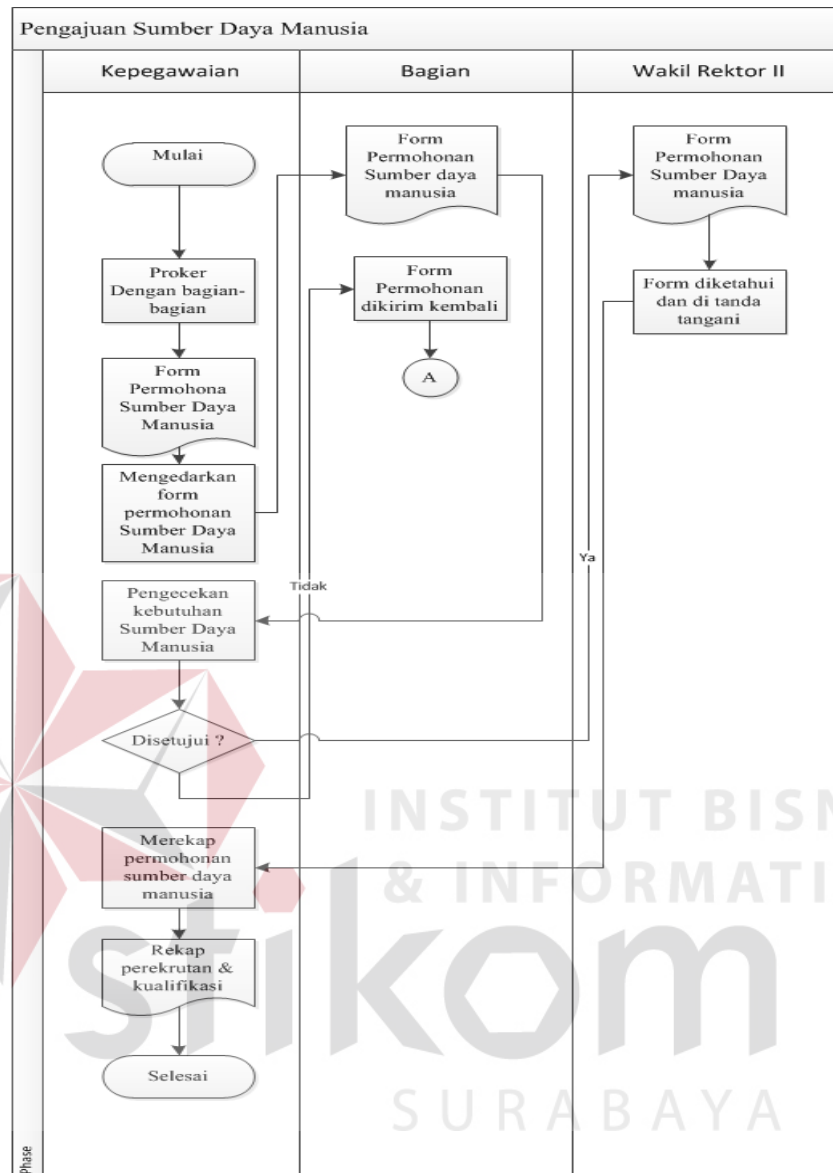 Pengajuan Sumber Daya Manusia
Kepegawaian
Bagian
Wakil Rektor II
Mulai
Proker
Dengan bagian-
bagian
Form
Permohona
Sumber Daya
Manusia
Mengedarkan
form
permohonan
Sumber Daya
Manusia
Pengecekan
kebutuhan
Sumber Daya
Manusia
Disetujui ?
Merekap
permohonan
sumber daya
manusia
Rekap
perekrutan &
kualifikasi
Selesai
Form
Permohonan
Sumber daya
manusia
Form
Permohonan
dikirim kembali
A
Tidak
Form
Permohonan
Sumber Daya
manusia
Form diketahui
dan di tanda
tangani
Ya
Phase
INSTITUT BISN
& INFORMATI
stikom
SURABAYA